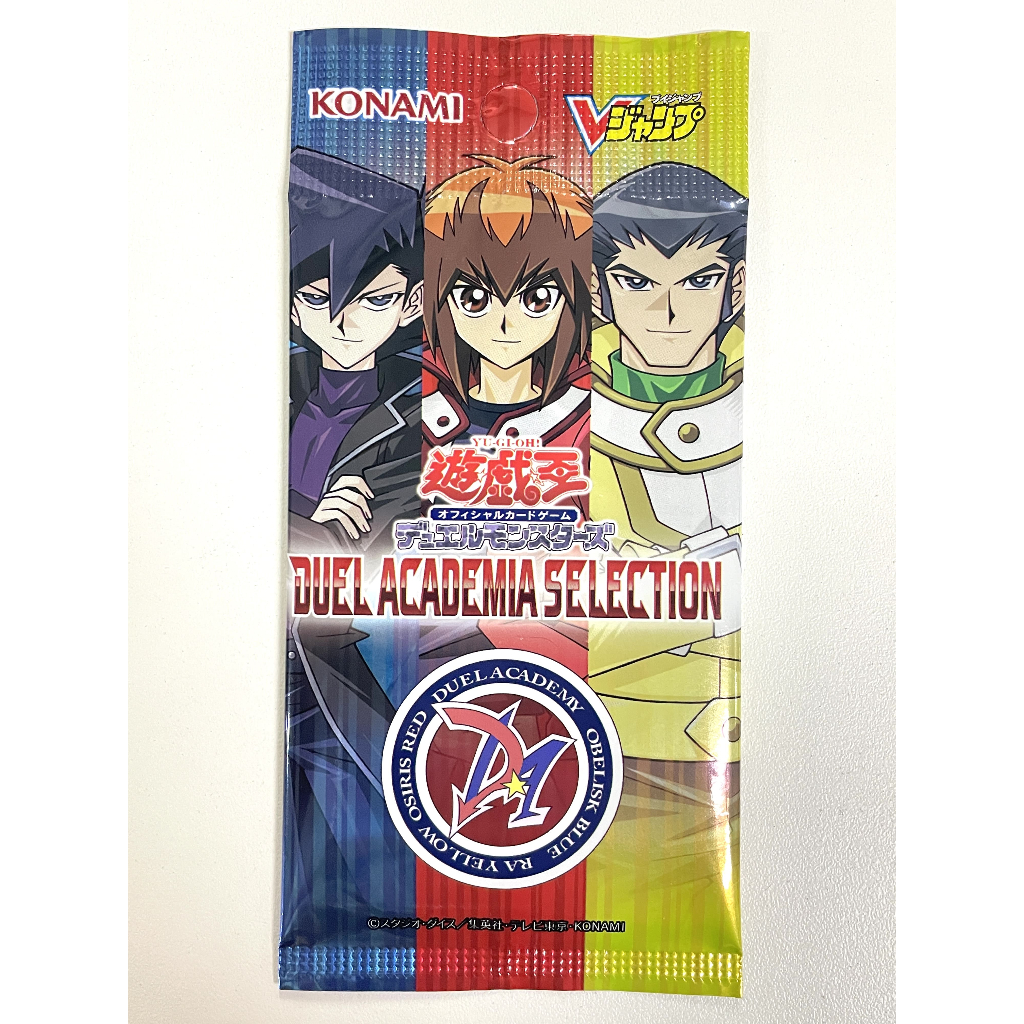 KONAMI
ブイジャンプ
Vジャンプ
YU-GI-OH!
遊戯王
オフィシャルカードゲーム
デュエルモンスターズ
DUEL ACADEMIA SELECTION
DUEL ACADEMY
OBELISK BLUE
RA YELLOW
OSIRIS RED
DA
©スタジオ・ダイス／集英社・テレビ東京・KONAMI